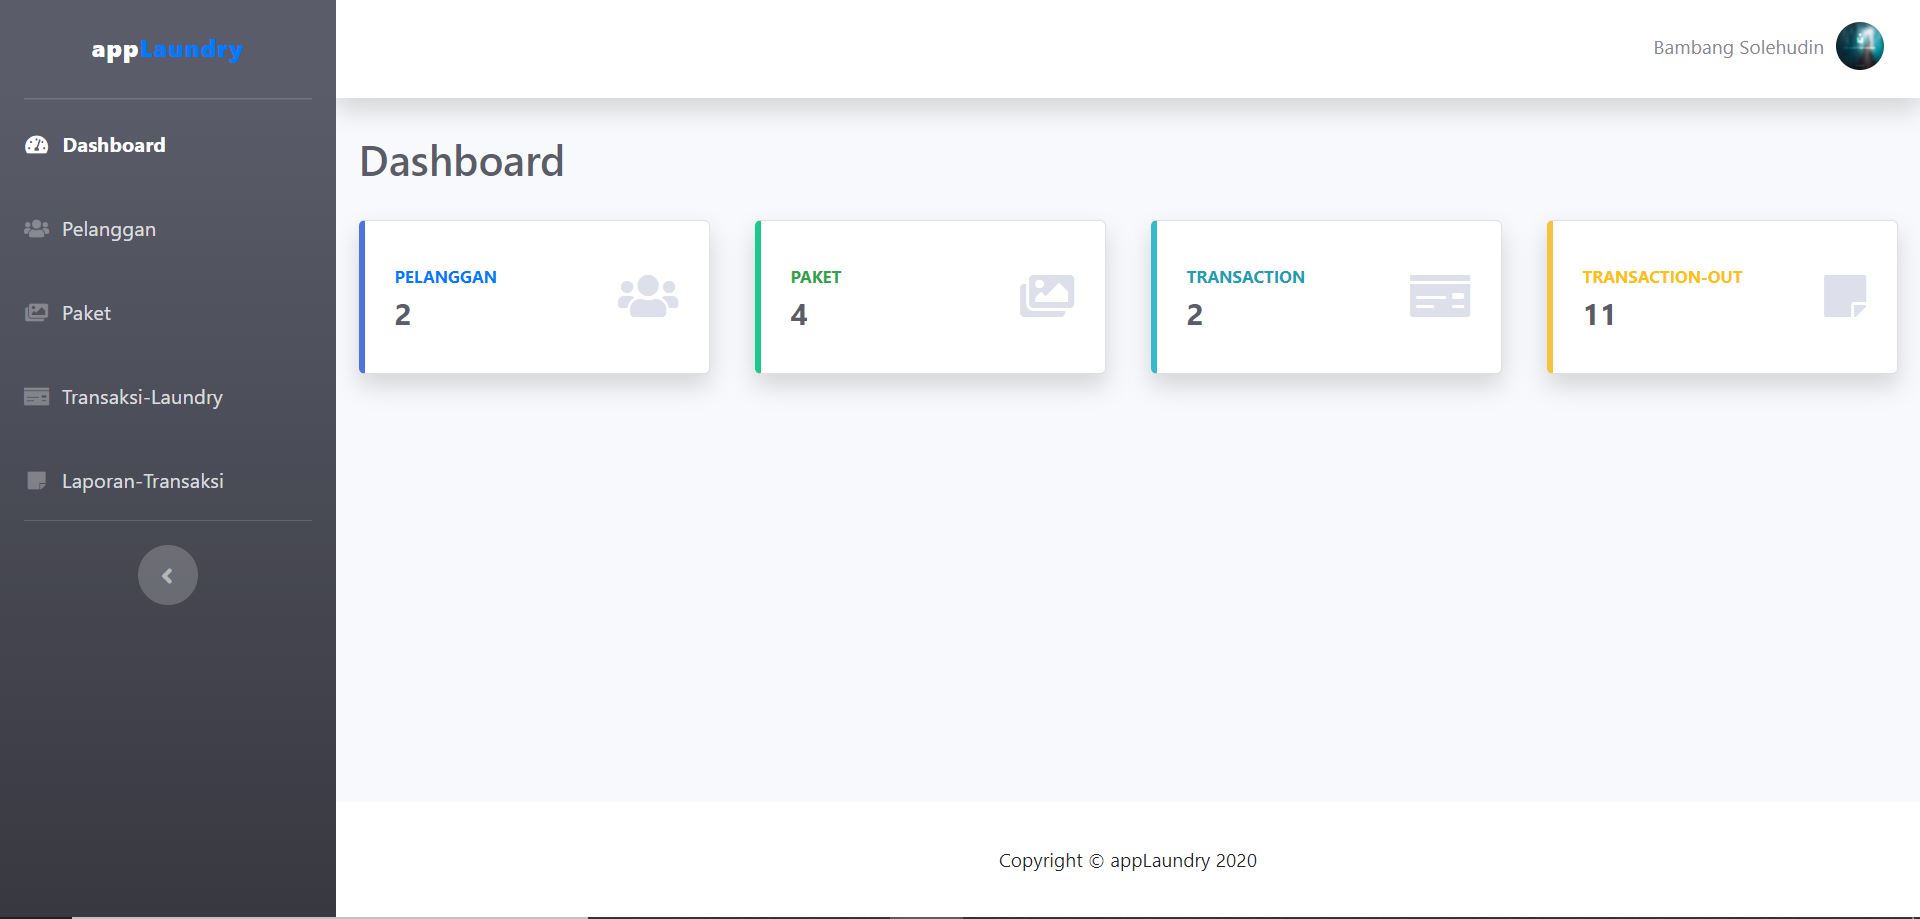 appLaundry
Dashboard
Pelanggan
Paket
Transaksi-Laundry
Laporan-Transaksi
Bambang Solehudin
Dashboard
PELANGGAN
2
PAKET
4
TRANSACTION
2
TRANSACTION-OUT
11
Copyright © appLaundry 2020